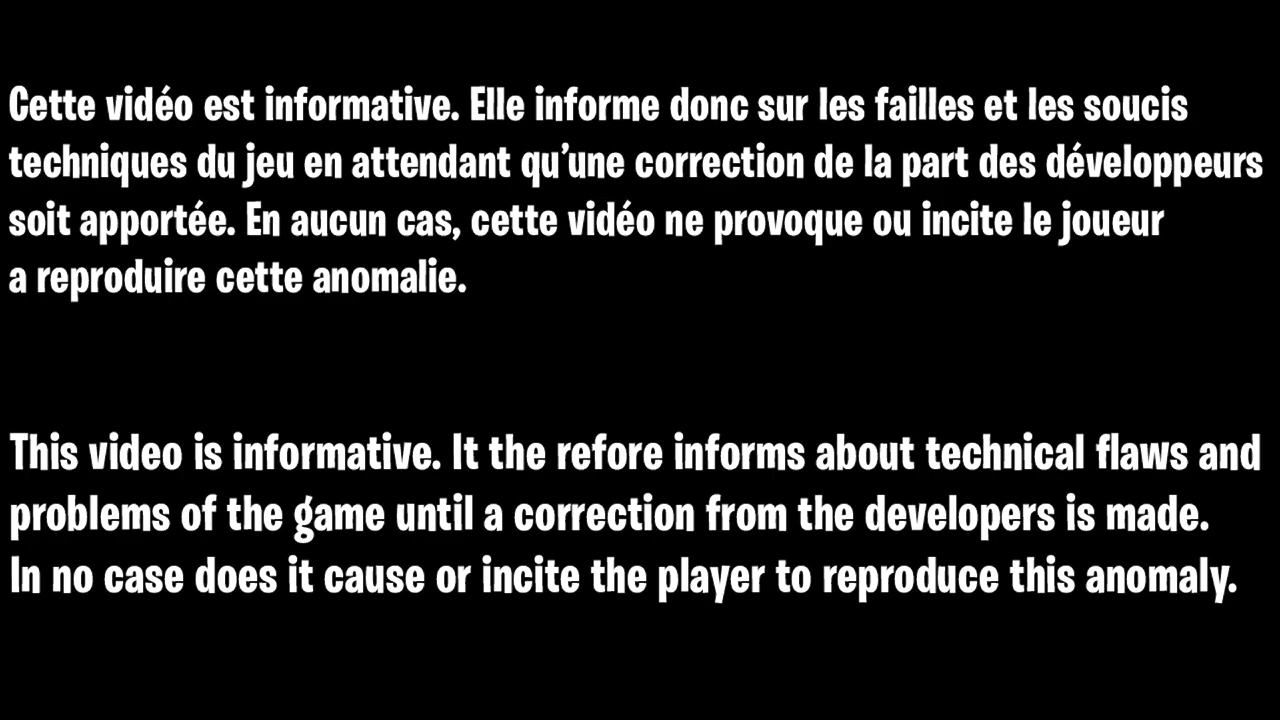 Cette vidéo est informative. Elle informe donc sur les failles et les soucis
techniques du jeu en attendant qu’une correction de la part des développeurs
soit apportée. En aucun cas, cette vidéo ne provoque ou incite le joueur
a reproduire cette anomalie.
This video is informative. It the refore informs about technical flaws and
problems of the game until a correction from the developers is made.
In no case does it cause or incite the player to reproduce this anomaly.